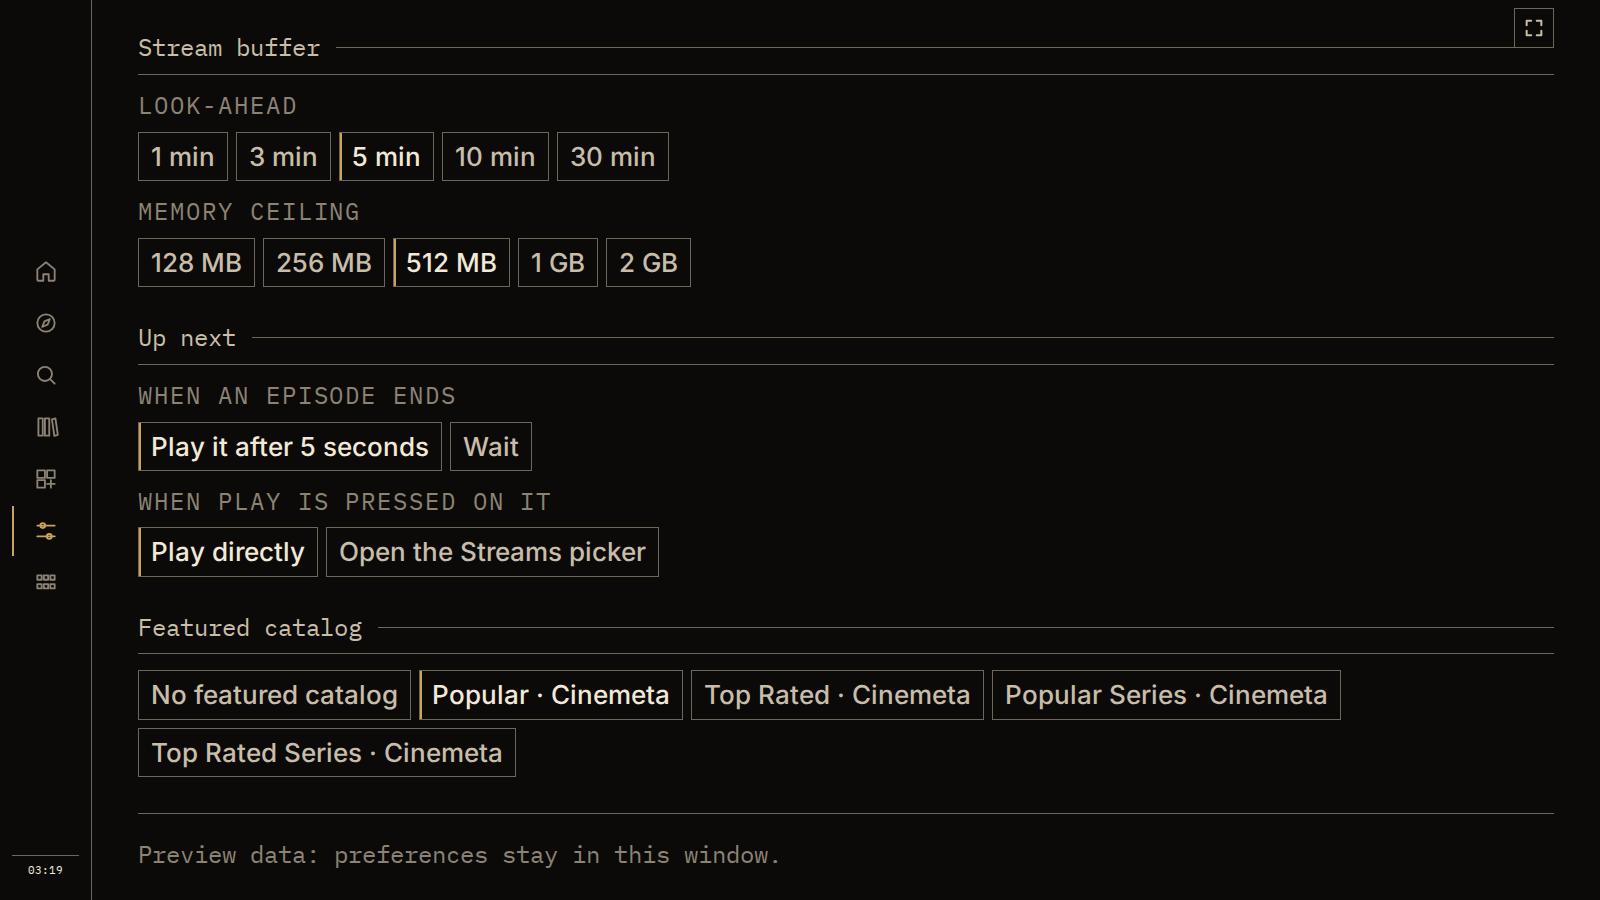 Stream buffer
LOOK-AHEAD
1 min 3 min 5 min 10 min 30 min
MEMORY CEILING
128 MB 256 MB 512 MB 1 GB 2 GB
Up next
WHEN AN EPISODE ENDS
Play it after 5 seconds Wait
WHEN PLAY IS PRESSED ON IT
Play directly Open the Streams picker
Featured catalog
No featured catalog Popular · Cinemeta Top Rated · Cinemeta Popular Series · Cinemeta
Top Rated Series · Cinemeta
Preview data: preferences stay in this window.
03:19